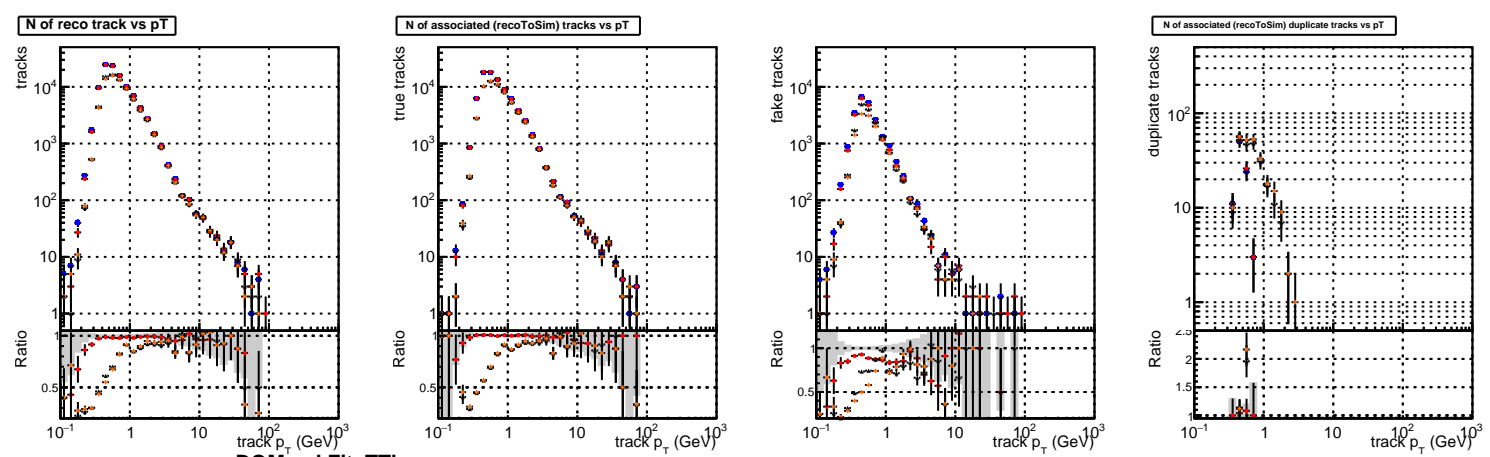 N of reco track vs pT
N of associated (recoToSim) tracks vs pT
N of associated (recoToSim) duplicate tracks vs pT
tracks
10⁴
10³
10²
10
1
Ratio
1
0.5
10⁻¹ 1 10 10² 10³
track p_T (GeV)
true tracks
10⁴
10³
10²
10
1
Ratio
1
0.5
10⁻¹ 1 10 10² 10³
track p_T (GeV)
fake tracks
10⁴
10³
10²
10
1
Ratio
1
0.5
10⁻¹ 1 10 10² 10³
track p_T (GeV)
duplicate tracks
10²
10
1
Ratio
2.5
2
1.5
1
10⁻¹ 1 10 10² 10³
track p_T (GeV)